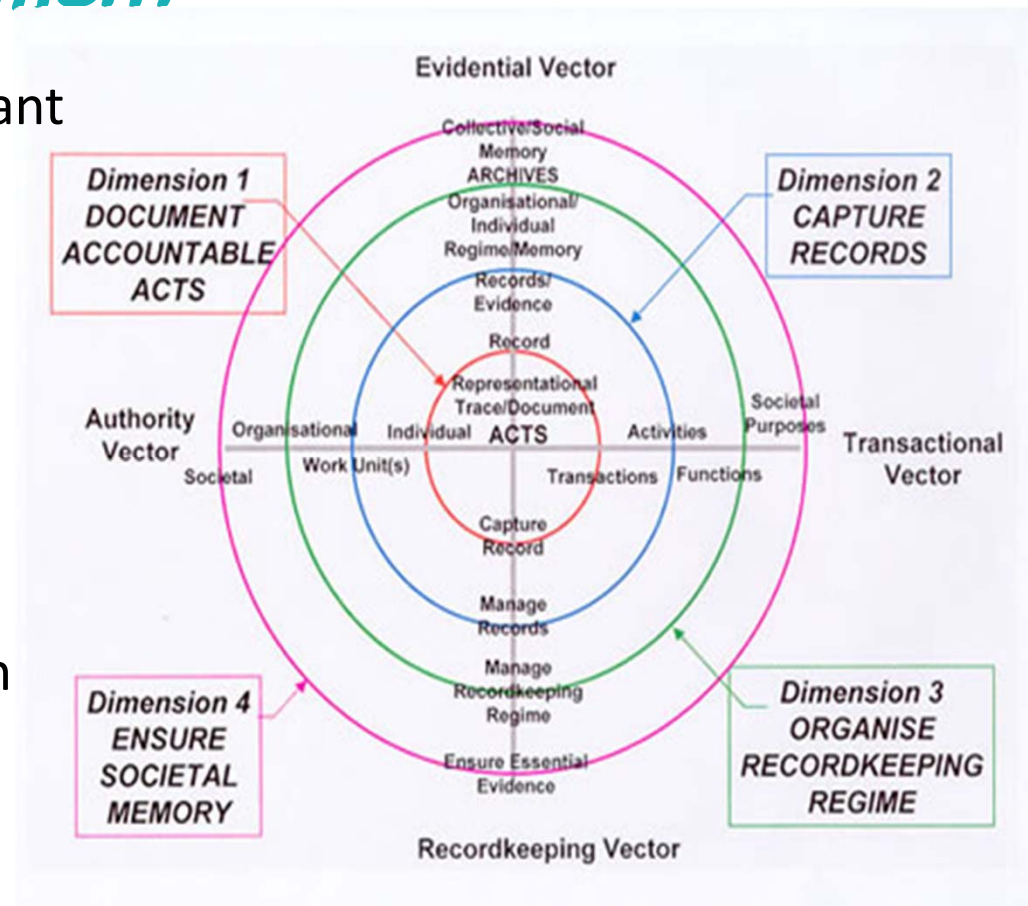 Evidential Vector
ant
Collective/Social
Memory
ARCHIVES
Dimension 1
DOCUMENT
ACCOUNTABLE
ACTS
Dimension 2
CAPTURE
RECORDS
Organisational/
Individual
Regime/Memory
Records/
Evidence
Record
Representational
Trace/Document
ACTS
Authority
Vector
Organisational
Individual
Activities
Societal
Purposes
Transactional
Vector
Societal
Work Unit(s)
Transactions
Functions
Capture
Record
Manage
Records
Manage
Recordkeeping
Regime
Dimension 4
ENSURE
SOCIETAL
MEMORY
Dimension 3
ORGANISE
RECORDKEEPING
REGIME
Ensure Essential
Evidence
Recordkeeping Vector